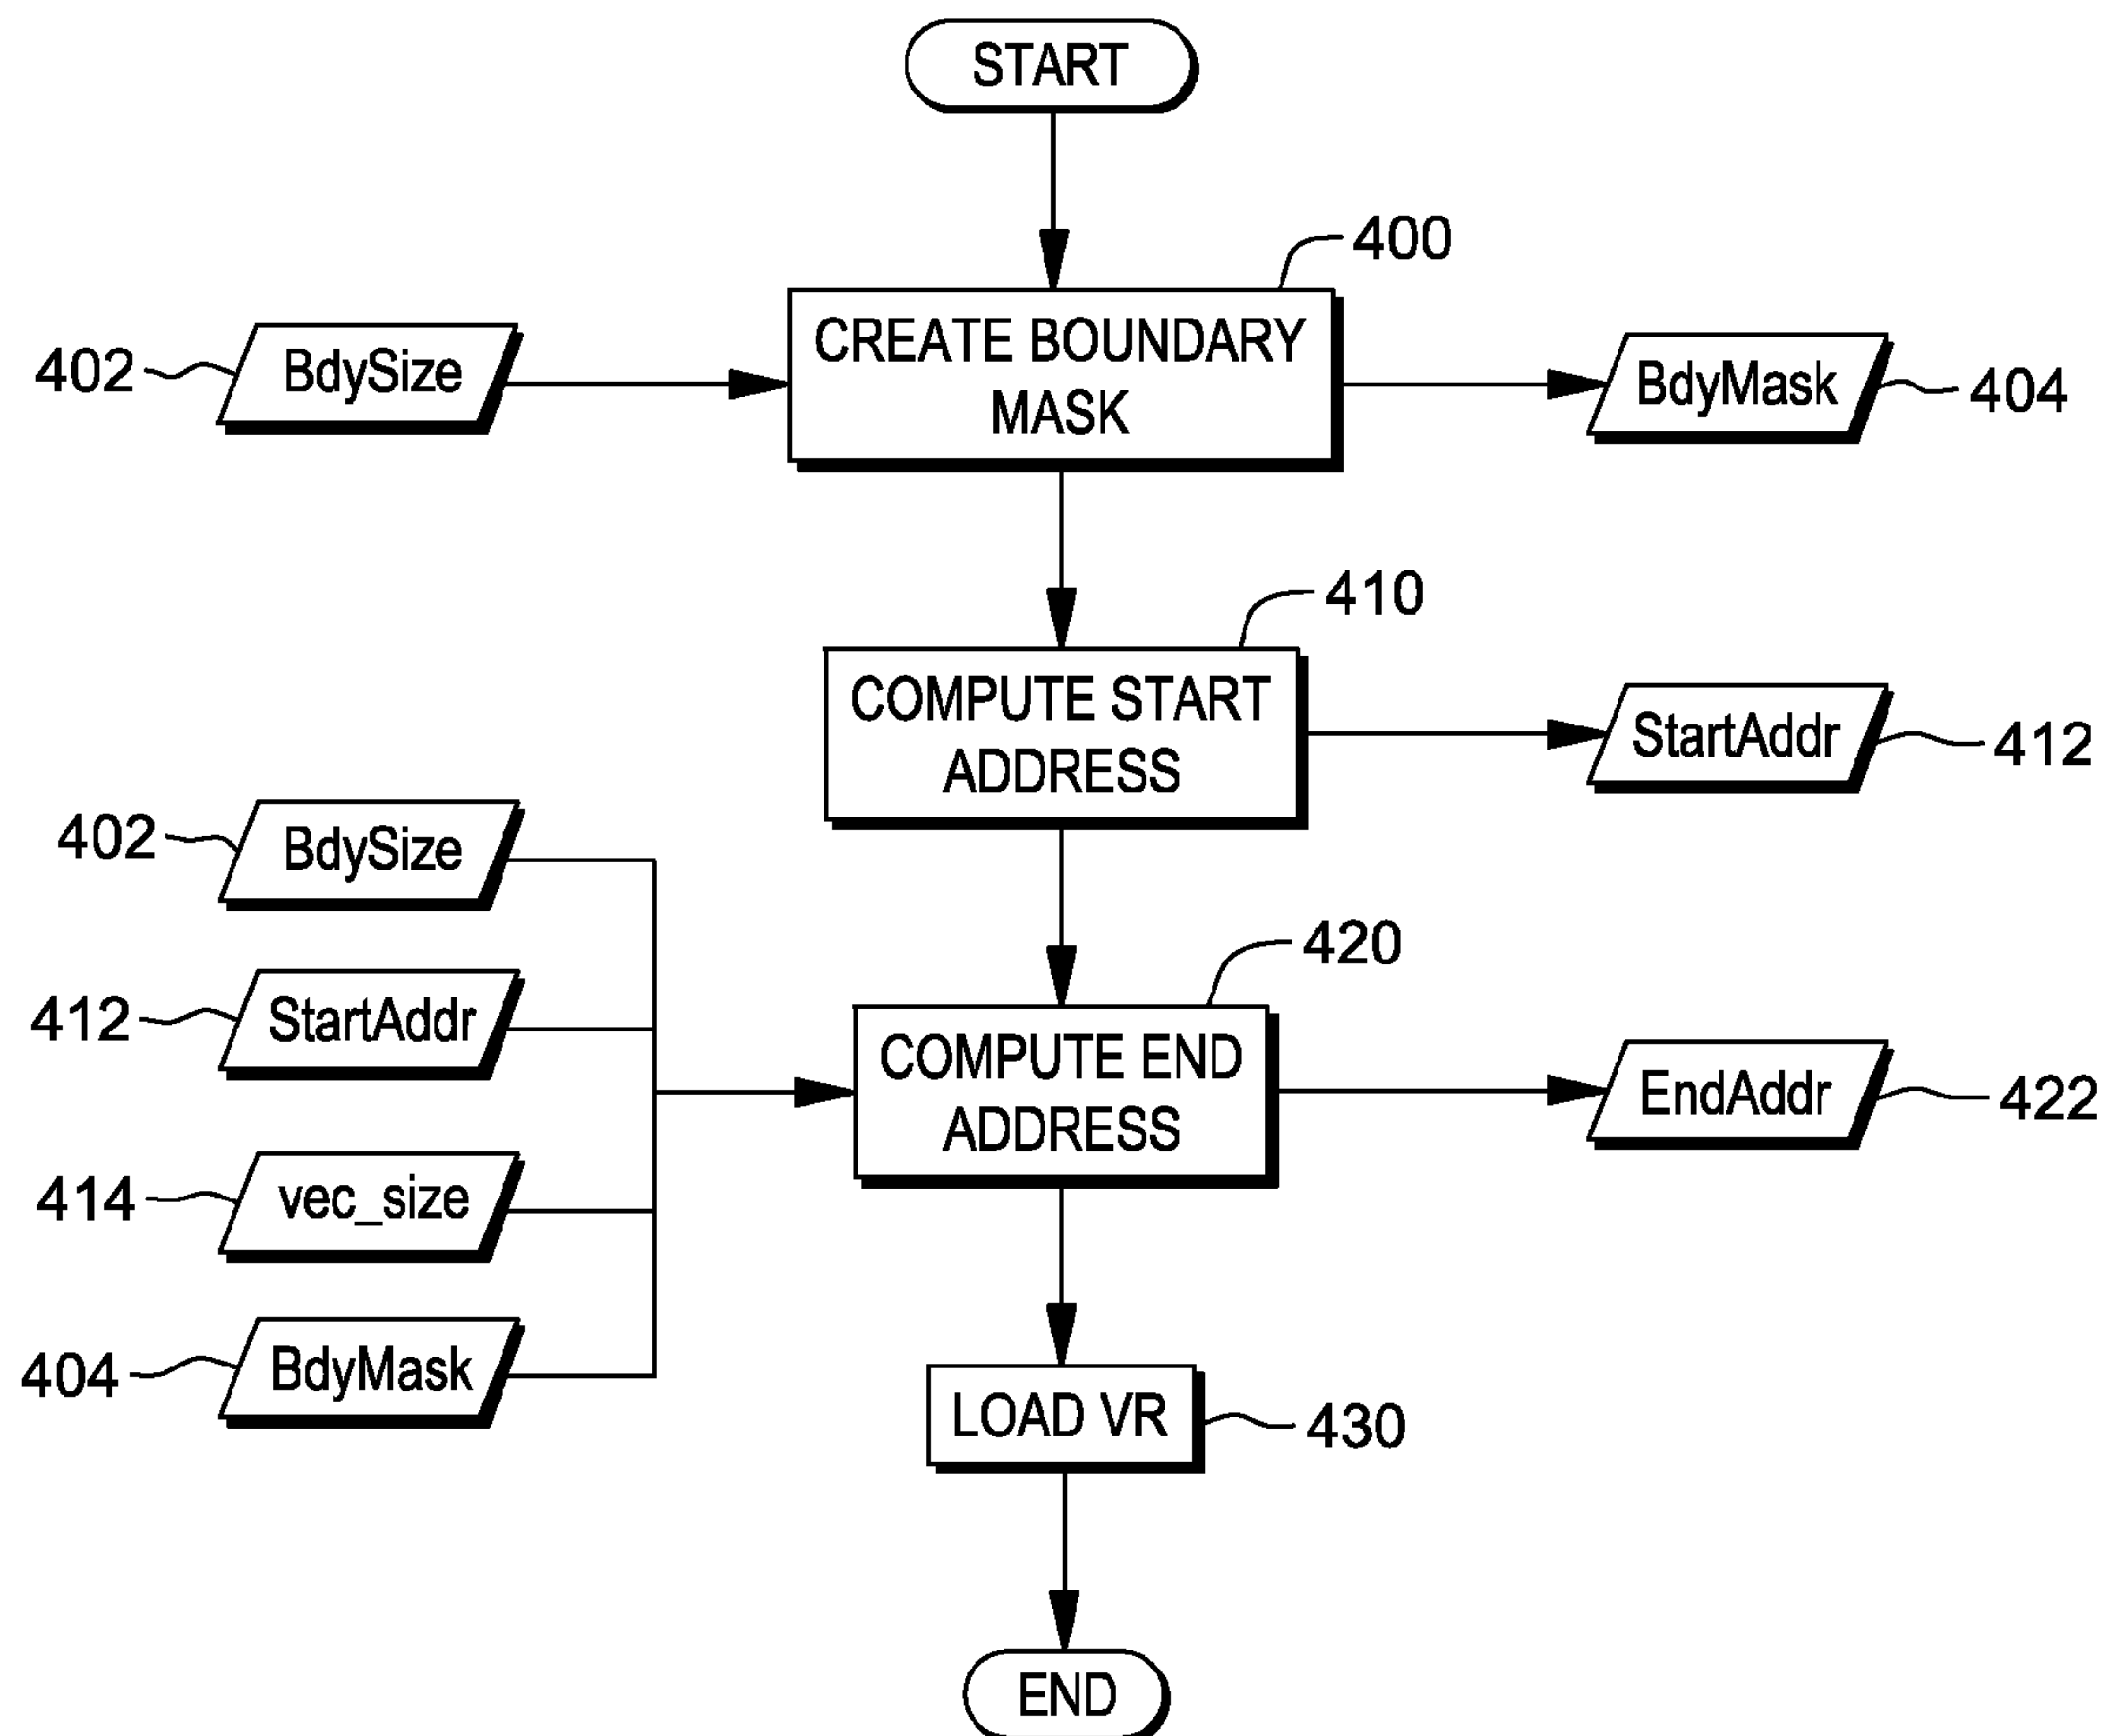 START
400
CREATE BOUNDARY
MASK
402
BdySize
BdyMask
404
410
COMPUTE START
ADDRESS
StartAddr
412
402
BdySize
412
StartAddr
420
COMPUTE END
ADDRESS
EndAddr
422
414
vec_size
404
BdyMask
LOAD VR
430
END